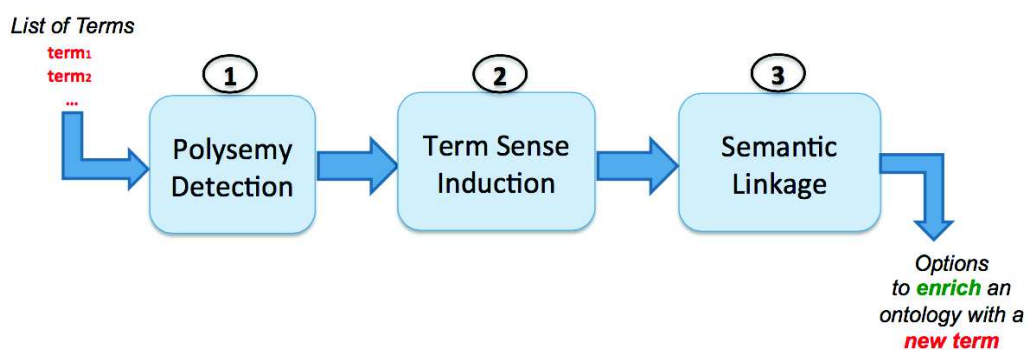 List of Terms
term1
term2
...
1
Polysemy
Detection
2
Term Sense
Induction
3
Semantic
Linkage
Options
to enrich an
ontology with a
new term